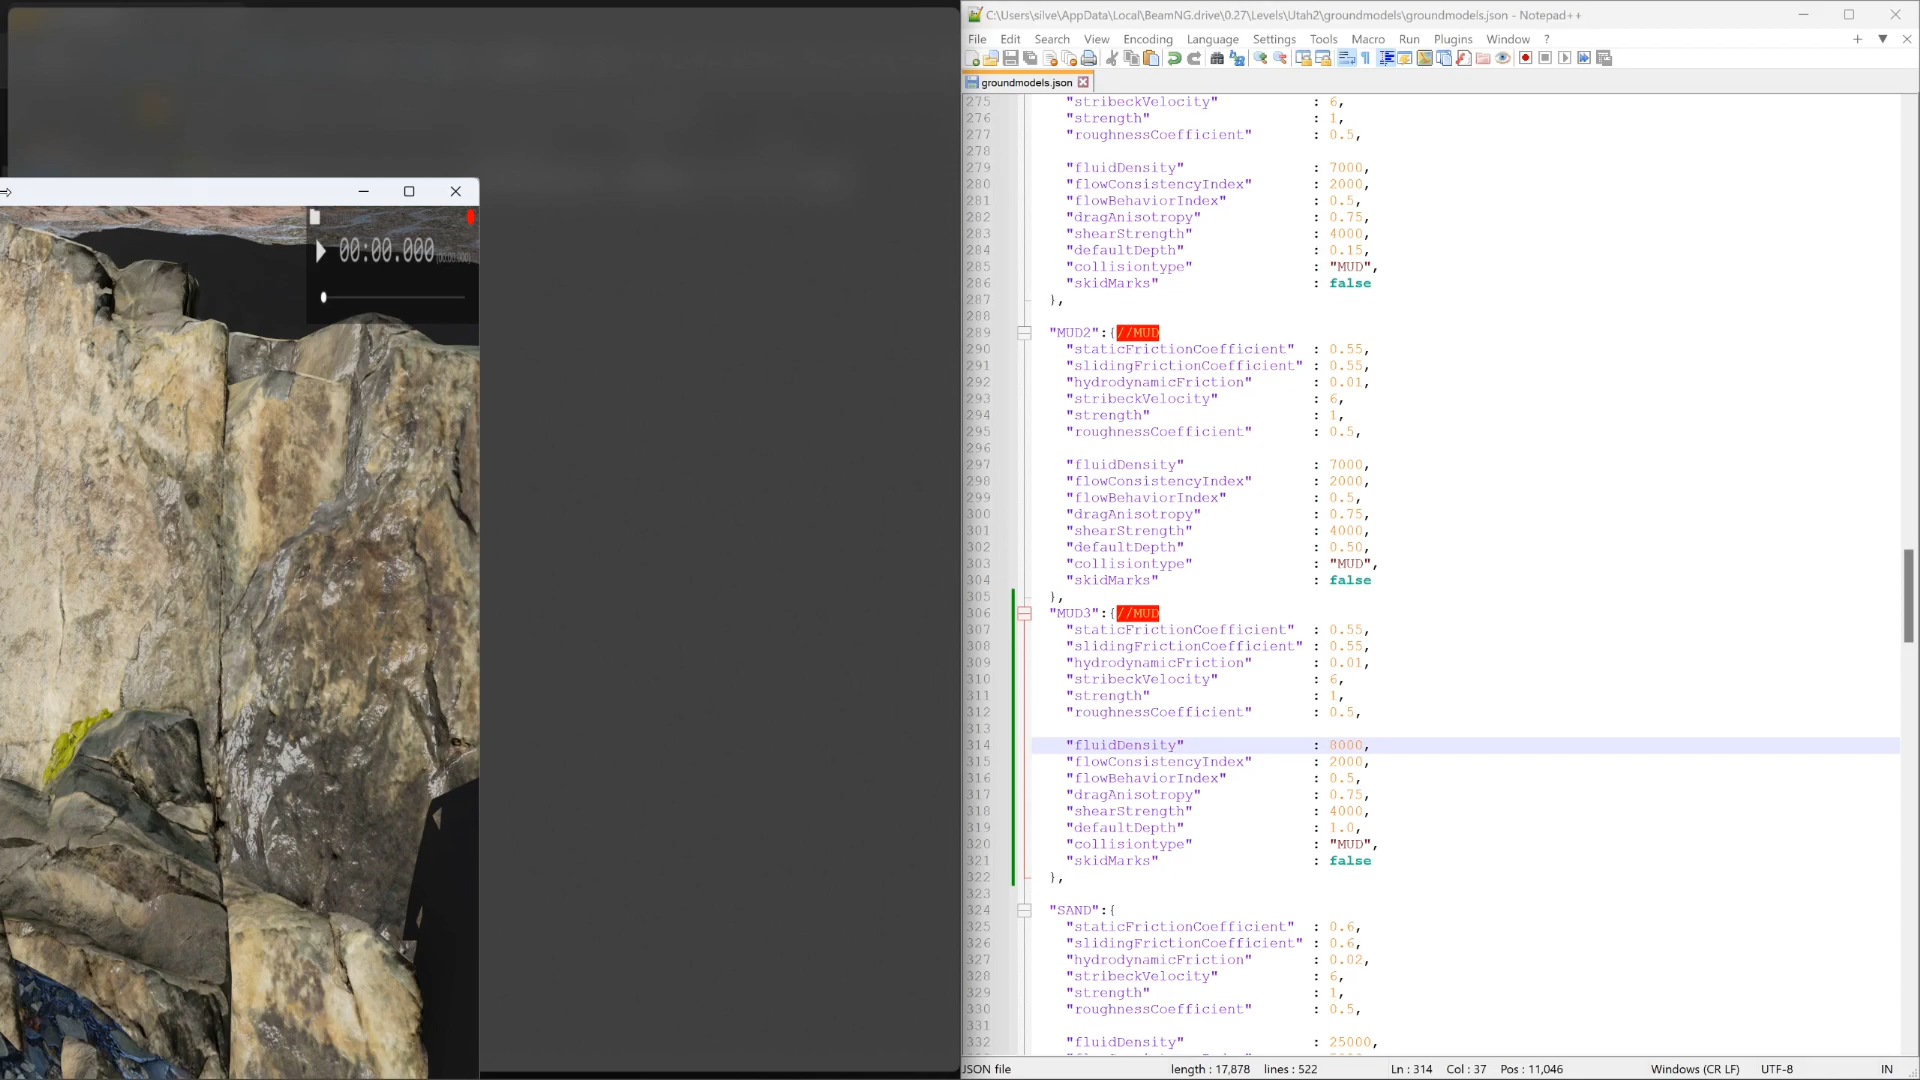 C:\Users\silve\AppData\Local\BeamNG.drive\0.27\Levels\Utah2\groundmodels\groundmodels.json - Notepad++
File Edit Search View Encoding Language Settings Tools Macro Run Plugins Window ?
groundmodels.json
00:00.000 (00:00.000)
275 "stribeckVelocity" : 6,
276 "strength" : 1,
277 "roughnessCoefficient" : 0.5,
278
279 "fluidDensity" : 7000,
280 "flowConsistencyIndex" : 2000,
281 "flowBehaviorIndex" : 0.5,
282 "dragAnisotropy" : 0.75,
283 "shearStrength" : 4000,
284 "defaultDepth" : 0.15,
285 "collisiontype" : "MUD",
286 "skidMarks" : false
287 },
288
289 "MUD2":{//MUD
290 "staticFrictionCoefficient" : 0.55,
291 "slidingFrictionCoefficient" : 0.55,
292 "hydrodynamicFriction" : 0.01,
293 "stribeckVelocity" : 6,
294 "strength" : 1,
295 "roughnessCoefficient" : 0.5,
296
297 "fluidDensity" : 7000,
298 "flowConsistencyIndex" : 2000,
299 "flowBehaviorIndex" : 0.5,
300 "dragAnisotropy" : 0.75,
301 "shearStrength" : 4000,
302 "defaultDepth" : 0.50,
303 "collisiontype" : "MUD",
304 "skidMarks" : false
305 },
306 "MUD3":{//MUD
307 "staticFrictionCoefficient" : 0.55,
308 "slidingFrictionCoefficient" : 0.55,
309 "hydrodynamicFriction" : 0.01,
310 "stribeckVelocity" : 6,
311 "strength" : 1,
312 "roughnessCoefficient" : 0.5,
313
314 "fluidDensity" : 8000,
315 "flowConsistencyIndex" : 2000,
316 "flowBehaviorIndex" : 0.5,
317 "dragAnisotropy" : 0.75,
318 "shearStrength" : 4000,
319 "defaultDepth" : 1.0,
320 "collisiontype" : "MUD",
321 "skidMarks" : false
322 },
323
324 "SAND":{
325 "staticFrictionCoefficient" : 0.6,
326 "slidingFrictionCoefficient" : 0.6,
327 "hydrodynamicFriction" : 0.02,
328 "stribeckVelocity" : 6,
329 "strength" : 1,
330 "roughnessCoefficient" : 0.5,
331
332 "fluidDensity" : 25000,
JSON file length : 17,878 lines : 522 Ln : 314 Col : 37 Pos : 11,046 Windows (CR LF) UTF-8 IN